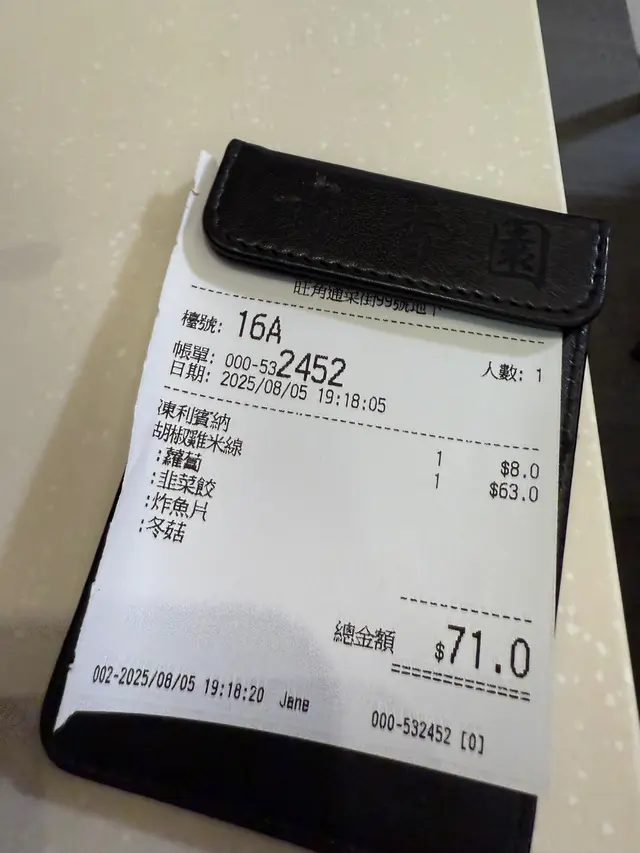 旺角通菜街99號地下
檯號: 16A
人數: 1
帳單: 000-532452
日期: 2025/08/05 19:18:05
凍利賓納 1 $8.0
胡椒雞米線 1 $63.0
:蘿蔔
:韮菜餃
:炸魚片
:冬菇
總金額 $71.0
002-2025/08/05 19:18:20 Jane 000-532452 [0]